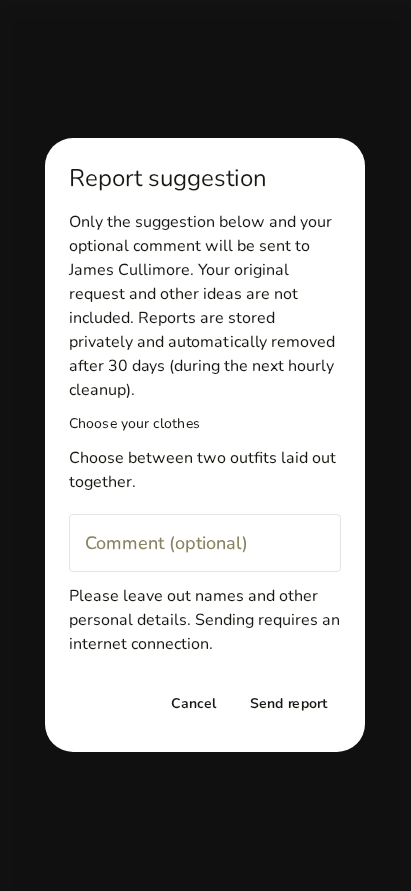 Report suggestion
Only the suggestion below and your
optional comment will be sent to
James Cullimore. Your original
request and other ideas are not
included. Reports are stored
privately and automatically removed
after 30 days (during the next hourly
cleanup).
Choose your clothes
Choose between two outfits laid out
together.
Comment (optional)
Please leave out names and other
personal details. Sending requires an
internet connection.
Cancel Send report